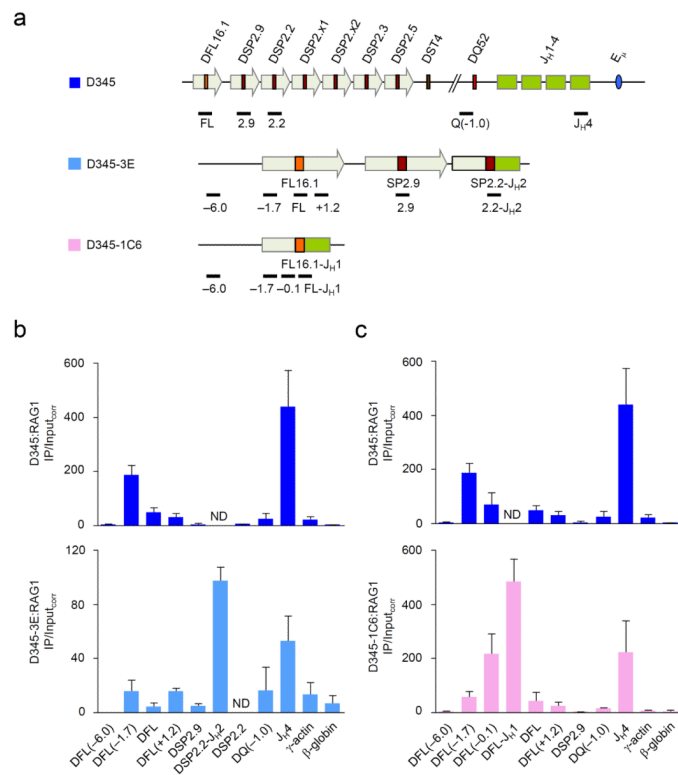 a
DFL16.1 DSP2.9 DSP2.2 DSP2.x1 DSP2.x2 DSP2.3 DSP2.5 DST4 DQ52 JH1-4 Eμ
D345
FL 2.9 2.2 Q(-1.0) JH4
D345-3E
FL16.1 SP2.9 SP2.2-JH2
–6.0 –1.7 FL +1.2 2.9 2.2-JH2
D345-1C6
FL16.1-JH1
–6.0 –1.7 –0.1 FL-JH1
b
D345:RAG1
IP/Inputcorr
600
400
200
0
ND
D345-3E:RAG1
IP/Inputcorr
120
80
40
0
ND
DFL(–6.0) DFL(–1.7) DFL DFL(+1.2) DSP2.9 DSP2.2-JH2 DSP2.2 DQ(–1.0) JH4 γ-actin β-globin
c
D345:RAG1
IP/Inputcorr
600
400
200
0
ND
D345-1C6:RAG1
IP/Inputcorr
600
400
200
0
DFL(–6.0) DFL(–1.7) DFL(–0.1) DFL-JH1 DFL DFL(+1.2) DSP2.9 DQ(–1.0) JH4 γ-actin β-globin